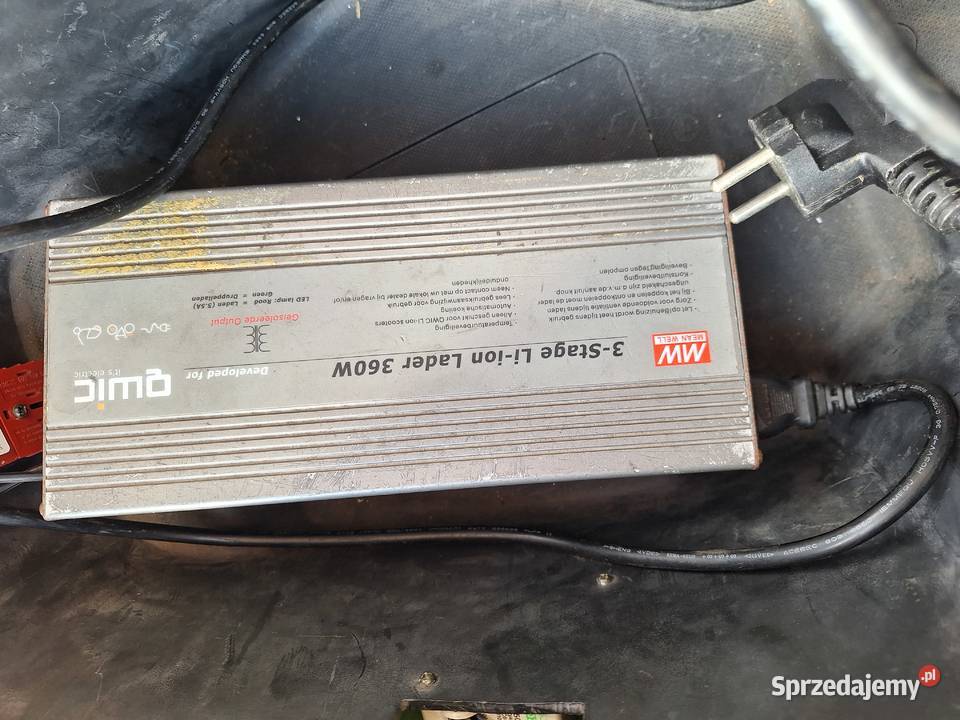 MW
MEAN WELL
3-Stage Li-ion Lader 360W
Developed for
QWIC
it's electric
- Let op! Behuizing wordt heet tijdens gebruik
- Zorg voor voldoende ventilatie tijdens laden
- Bij het koppelen en ontkoppelen moet lader
uitgeschakeld zijn d.m.v. de aan/uit knop
- Kortsluitbeveiliging
- Beveiliging tegen ompolen
- Temperatuurbeveiliging
- Alleen geschikt voor QWIC Li-ion scooters
- Automatische koeling
- Lees gebruiksaanwijzing voor gebruik
- Neem contact op met uw lokale dealer bij vragen en/of
onduidelijkheden
Geïsoleerde Output
LED lamp: Rood = Laden (5.5A)
Green = Druppelladen
Sprzedajemy.pl